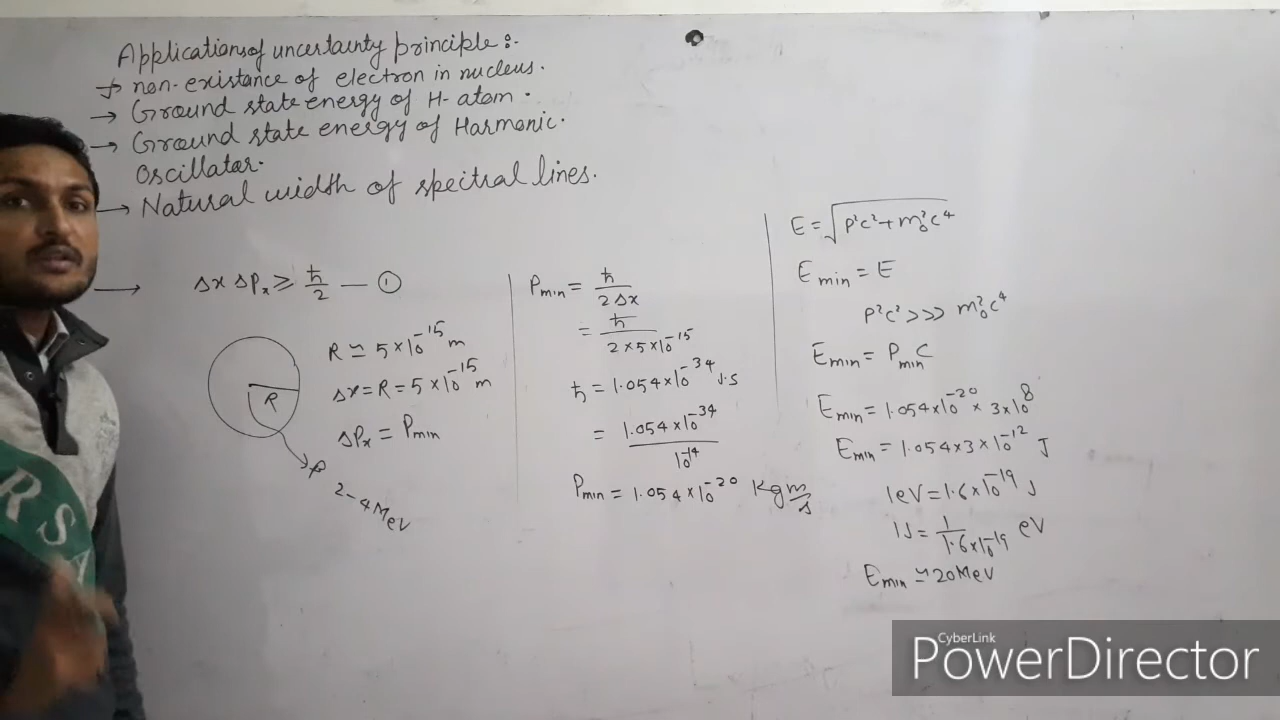 Applications of uncertainty principle :-
→ non-existance of electron in nucleus.
→ Ground state energy of H-atom.
→ Ground state energy of Harmonic.
Oscillator.
→ Natural width of spectral lines.
→ Δx ΔPₓ ≥ ħ/2 — ①
R ≃ 5×10⁻¹⁵ m
Δx = R = 5×10⁻¹⁵ m
ΔPₓ = Pmin
R
β
2-4 MeV
Pmin = ħ/2Δx
= ħ/2×5×10⁻¹⁵
ħ = 1.054×10⁻³⁴ J.S
= 1.054×10⁻³⁴/10⁻¹⁴
Pmin = 1.054×10⁻²⁰ Kgm/s
E = √P²c²+m₀²c⁴
Emin = E
P²c² >>> m₀²c⁴
Emin = Pmin C
Emin = 1.054×10⁻²⁰ × 3×10⁸
Emin = 1.054×3×10⁻¹² J
1eV = 1.6×10⁻¹⁹ J
1J = 1/1.6×10⁻¹⁹ eV
Emin ≃ 20MeV
RSA
CyberLink
PowerDirector